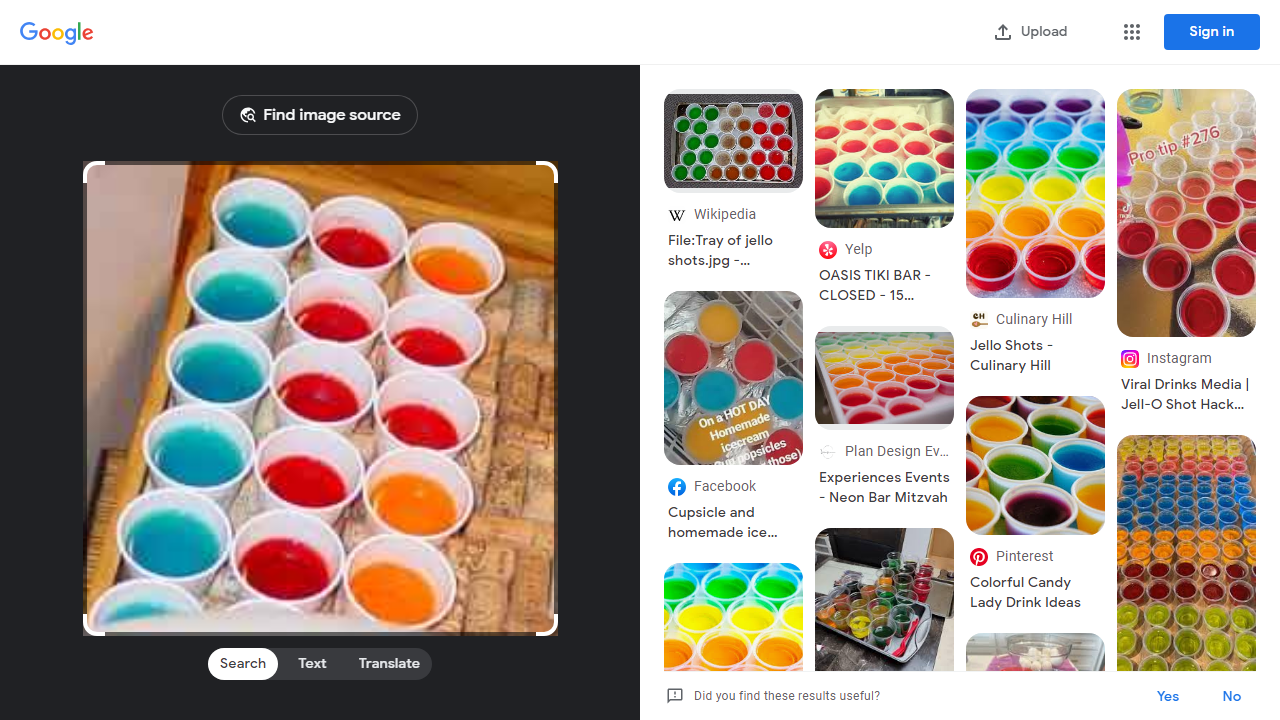 Google
Upload
Sign in
Find image source
Search
Text
Translate
Wikipedia
File:Tray of jello
shots.jpg -...
On a HOT DAY
Homemade
icecream
popsicles
those)
Facebook
Cupsicle and
homemade ice...
Yelp
OASIS TIKI BAR -
CLOSED - 15...
Plan Design Ev...
Experiences Events
- Neon Bar Mitzvah
CH
Culinary Hill
Jello Shots -
Culinary Hill
Pinterest
Colorful Candy
Lady Drink Ideas
Pro tip #276
Instagram
Viral Drinks Media |
Jell-O Shot Hack...
Did you find these results useful?
Yes
No